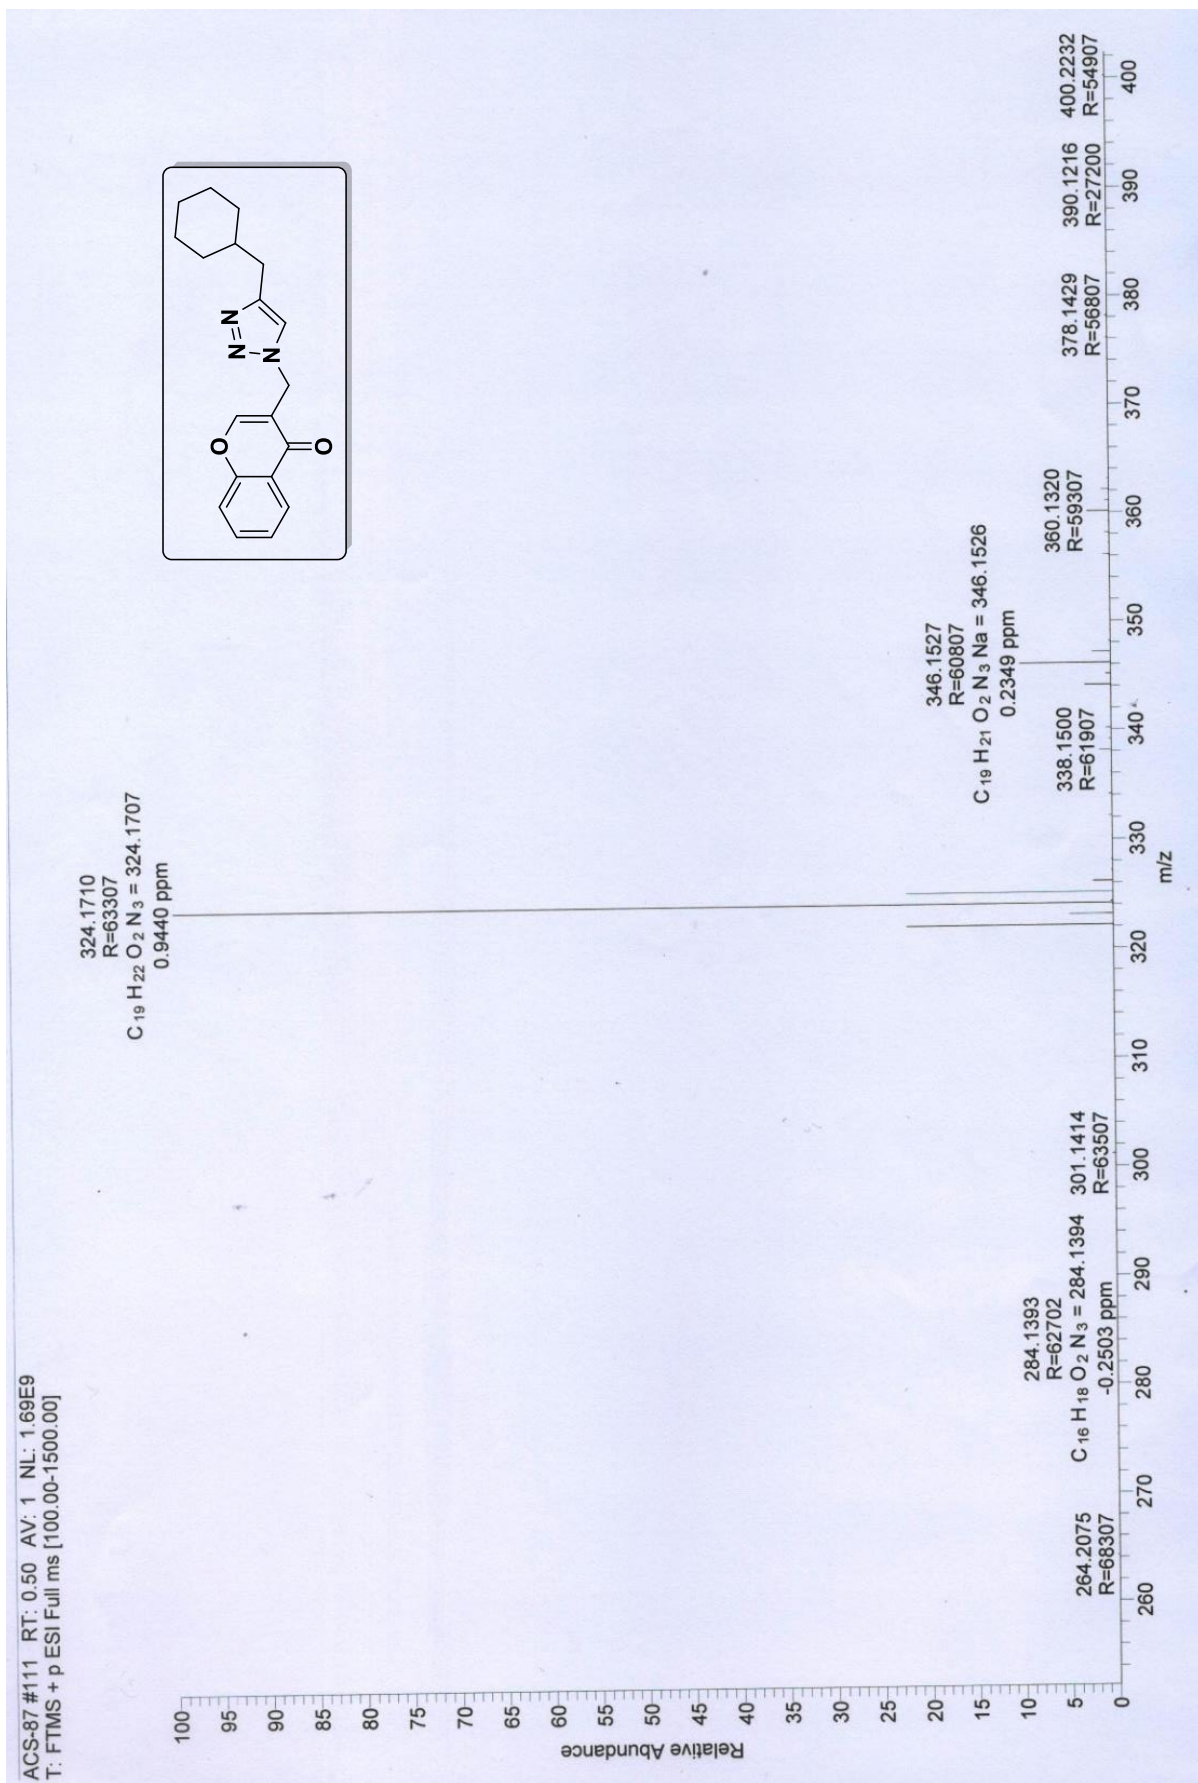 ACS-87 #111 RT: 0.50 AV: 1 NL: 1.69E9
T: FTMS + p ESI Full ms [100.00-1500.00]
324.1710
R=63307
C 19 H 22 O 2 N 3 = 324.1707
0.9440 ppm
O
O
N
N
N
346.1527
R=60807
C 19 H 21 O 2 N 3 Na = 346.1526
0.2349 ppm
264.2075
R=68307
284.1393
R=62702
C 16 H 18 O 2 N 3 = 284.1394
-0.2503 ppm
301.1414
R=63507
338.1500
R=61907
360.1320
R=59307
378.1429
R=56807
390.1216
R=27200
400.2232
R=54907
100
95
90
85
80
75
70
65
60
55
50
45
40
35
30
25
20
15
10
5
0
Relative Abundance
260
270
280
290
300
310
320
330
340
350
360
370
380
390
400
m/z